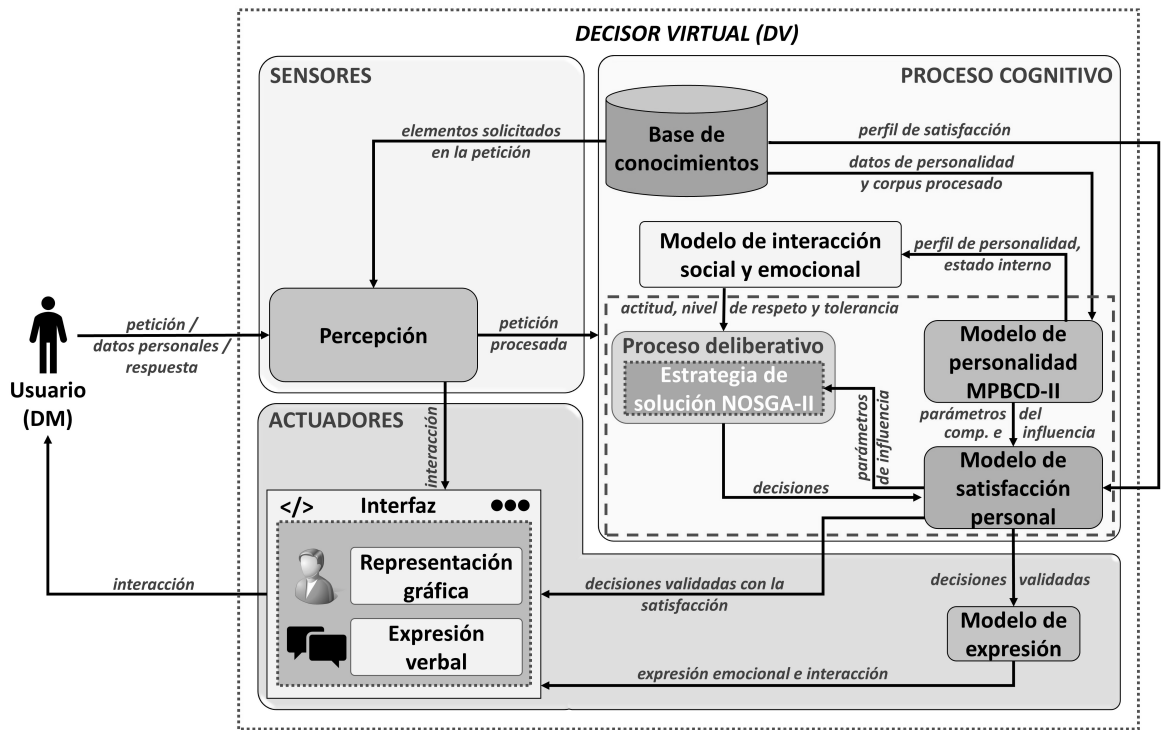 DECISOR VIRTUAL (DV)
SENSORES
PROCESO COGNITIVO
Base de
conocimientos
elementos solicitados
en la petición
perfil de satisfacción
datos de personalidad
y corpus procesado
Modelo de interacción
social y emocional
perfil de personalidad,
estado interno
actitud, nivel de respeto y tolerancia
Usuario
(DM)
petición /
datos personales /
respuesta
Percepción
petición
procesada
Proceso deliberativo
Estrategia de
solución NOSGA-II
Modelo de
personalidad
MPBCD-II
parámetros del
comp. e influencia
parámetros
de influencia
Modelo de
satisfacción
personal
decisiones
ACTUADORES
interacción
</>
Interfaz
Representación
gráfica
Expresión
verbal
interacción
decisiones validadas con la
satisfacción
decisiones validadas
Modelo de
expresión
expresión emocional e interacción